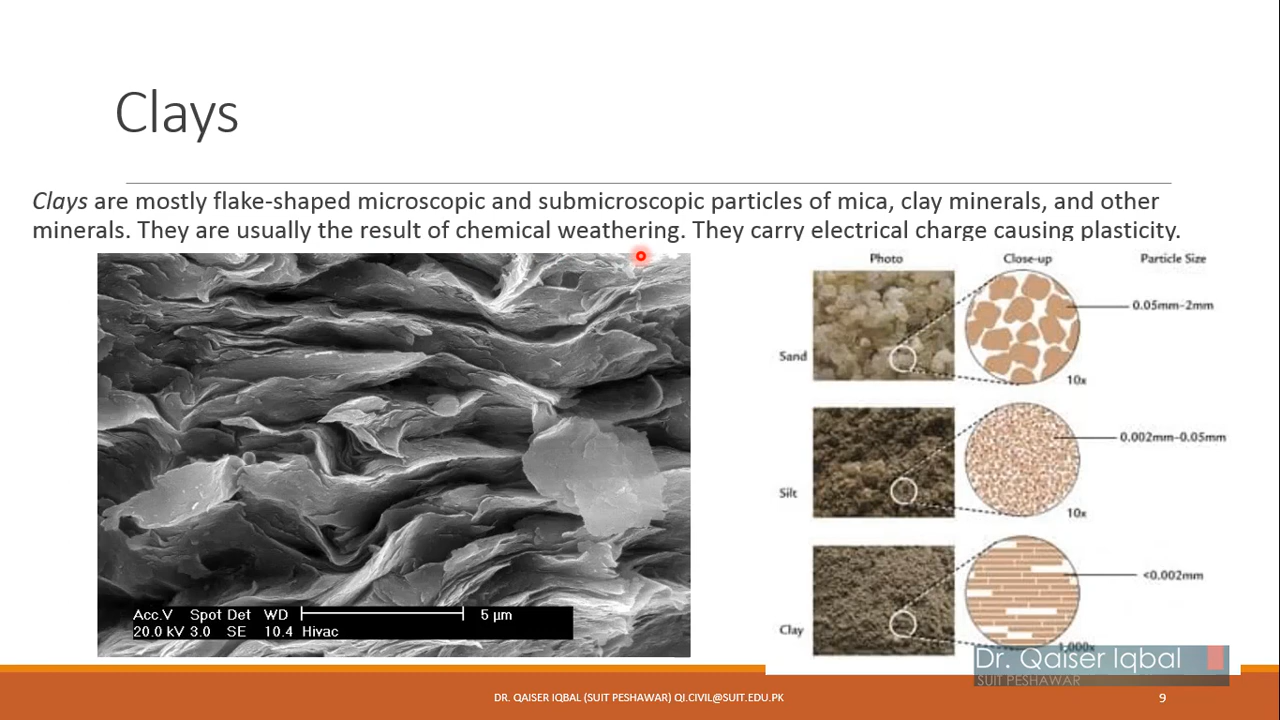 Clays
Clays are mostly flake-shaped microscopic and submicroscopic particles of mica, clay minerals, and other
minerals. They are usually the result of chemical weathering. They carry electrical charge causing plasticity.
Acc.V Spot Det WD 5 µm
20.0 kV 3.0 SE 10.4 Hivac
Photo Close-up Particle Size
0.05mm–2mm
Sand
10x
0.002mm–0.05mm
Silt
10x
<0.002mm
Clay
1,000x
Dr. Qaiser Iqbal
SUIT PESHAWAR
DR. QAISER IQBAL (SUIT PESHAWAR) QI.CIVIL@SUIT.EDU.PK 9